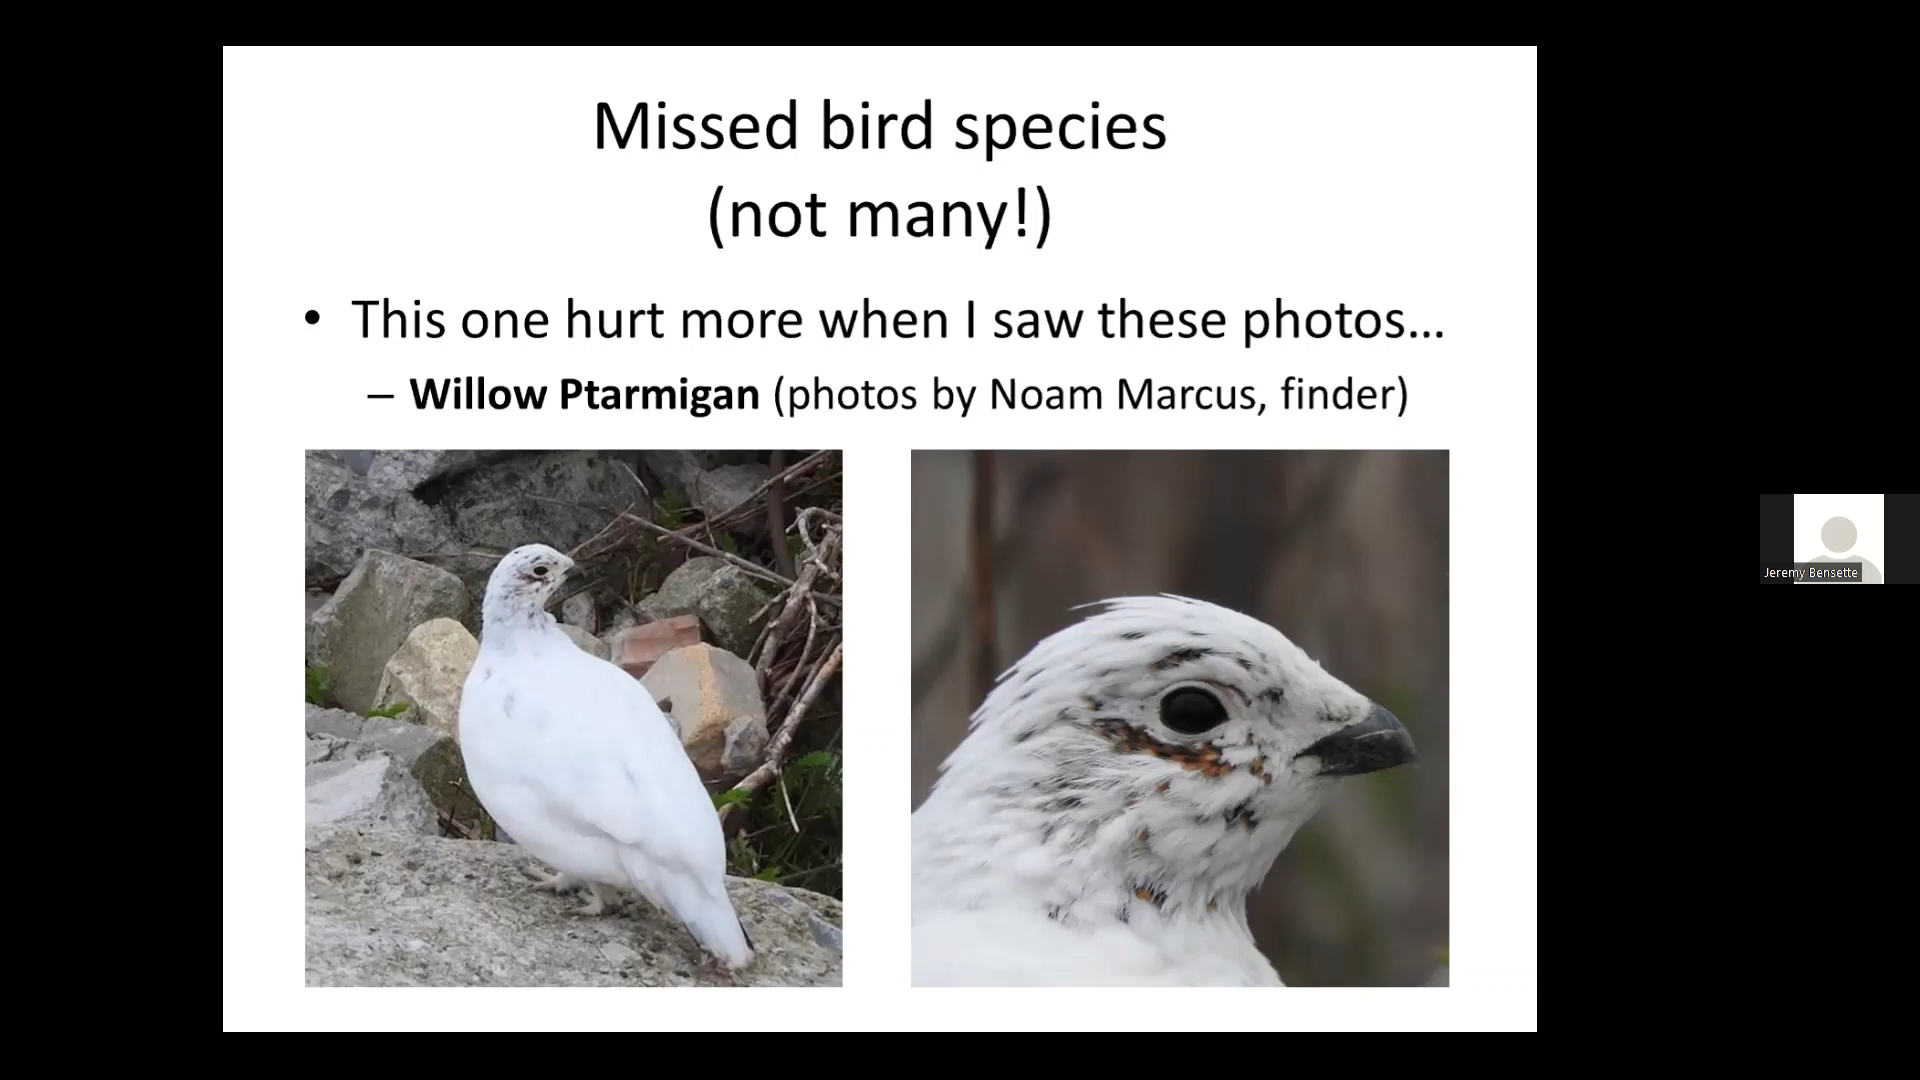 Missed bird species
(not many!)
• This one hurt more when I saw these photos…
– Willow Ptarmigan (photos by Noam Marcus, finder)
Jeremy Bensette